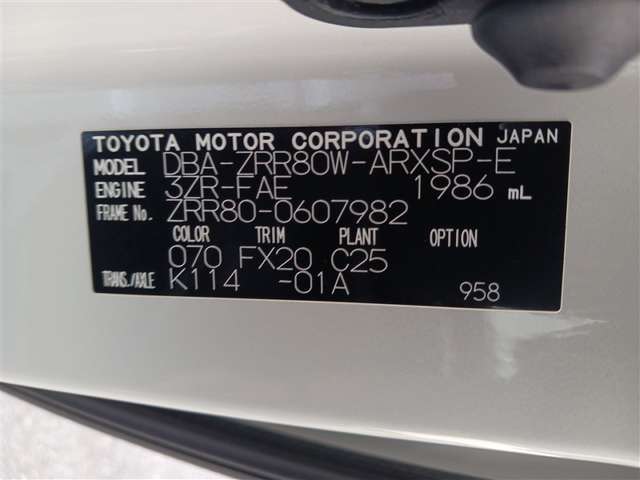 TOYOTA MOTOR CORPORATION JAPAN
MODEL DBA-ZRR80W-ARXSP-E
ENGINE 3ZR-FAE 1986 mL
FRAME No. ZRR80-0607982
COLOR TRIM PLANT OPTION
070 FX20 C25
TRANS./AXLE K114 -01A 958